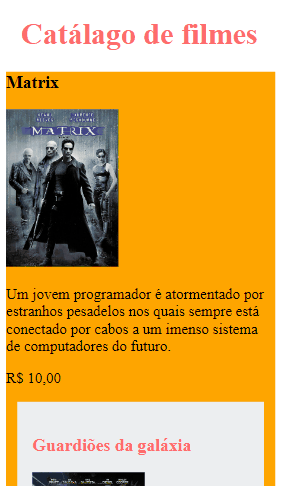 Catálago de filmes
Matrix
MATRIX
Um jovem programador é atormentado por
estranhos pesadelos nos quais sempre está
conectado por cabos a um imenso sistema
de computadores do futuro.
R$ 10,00
Guardiões da galáxia